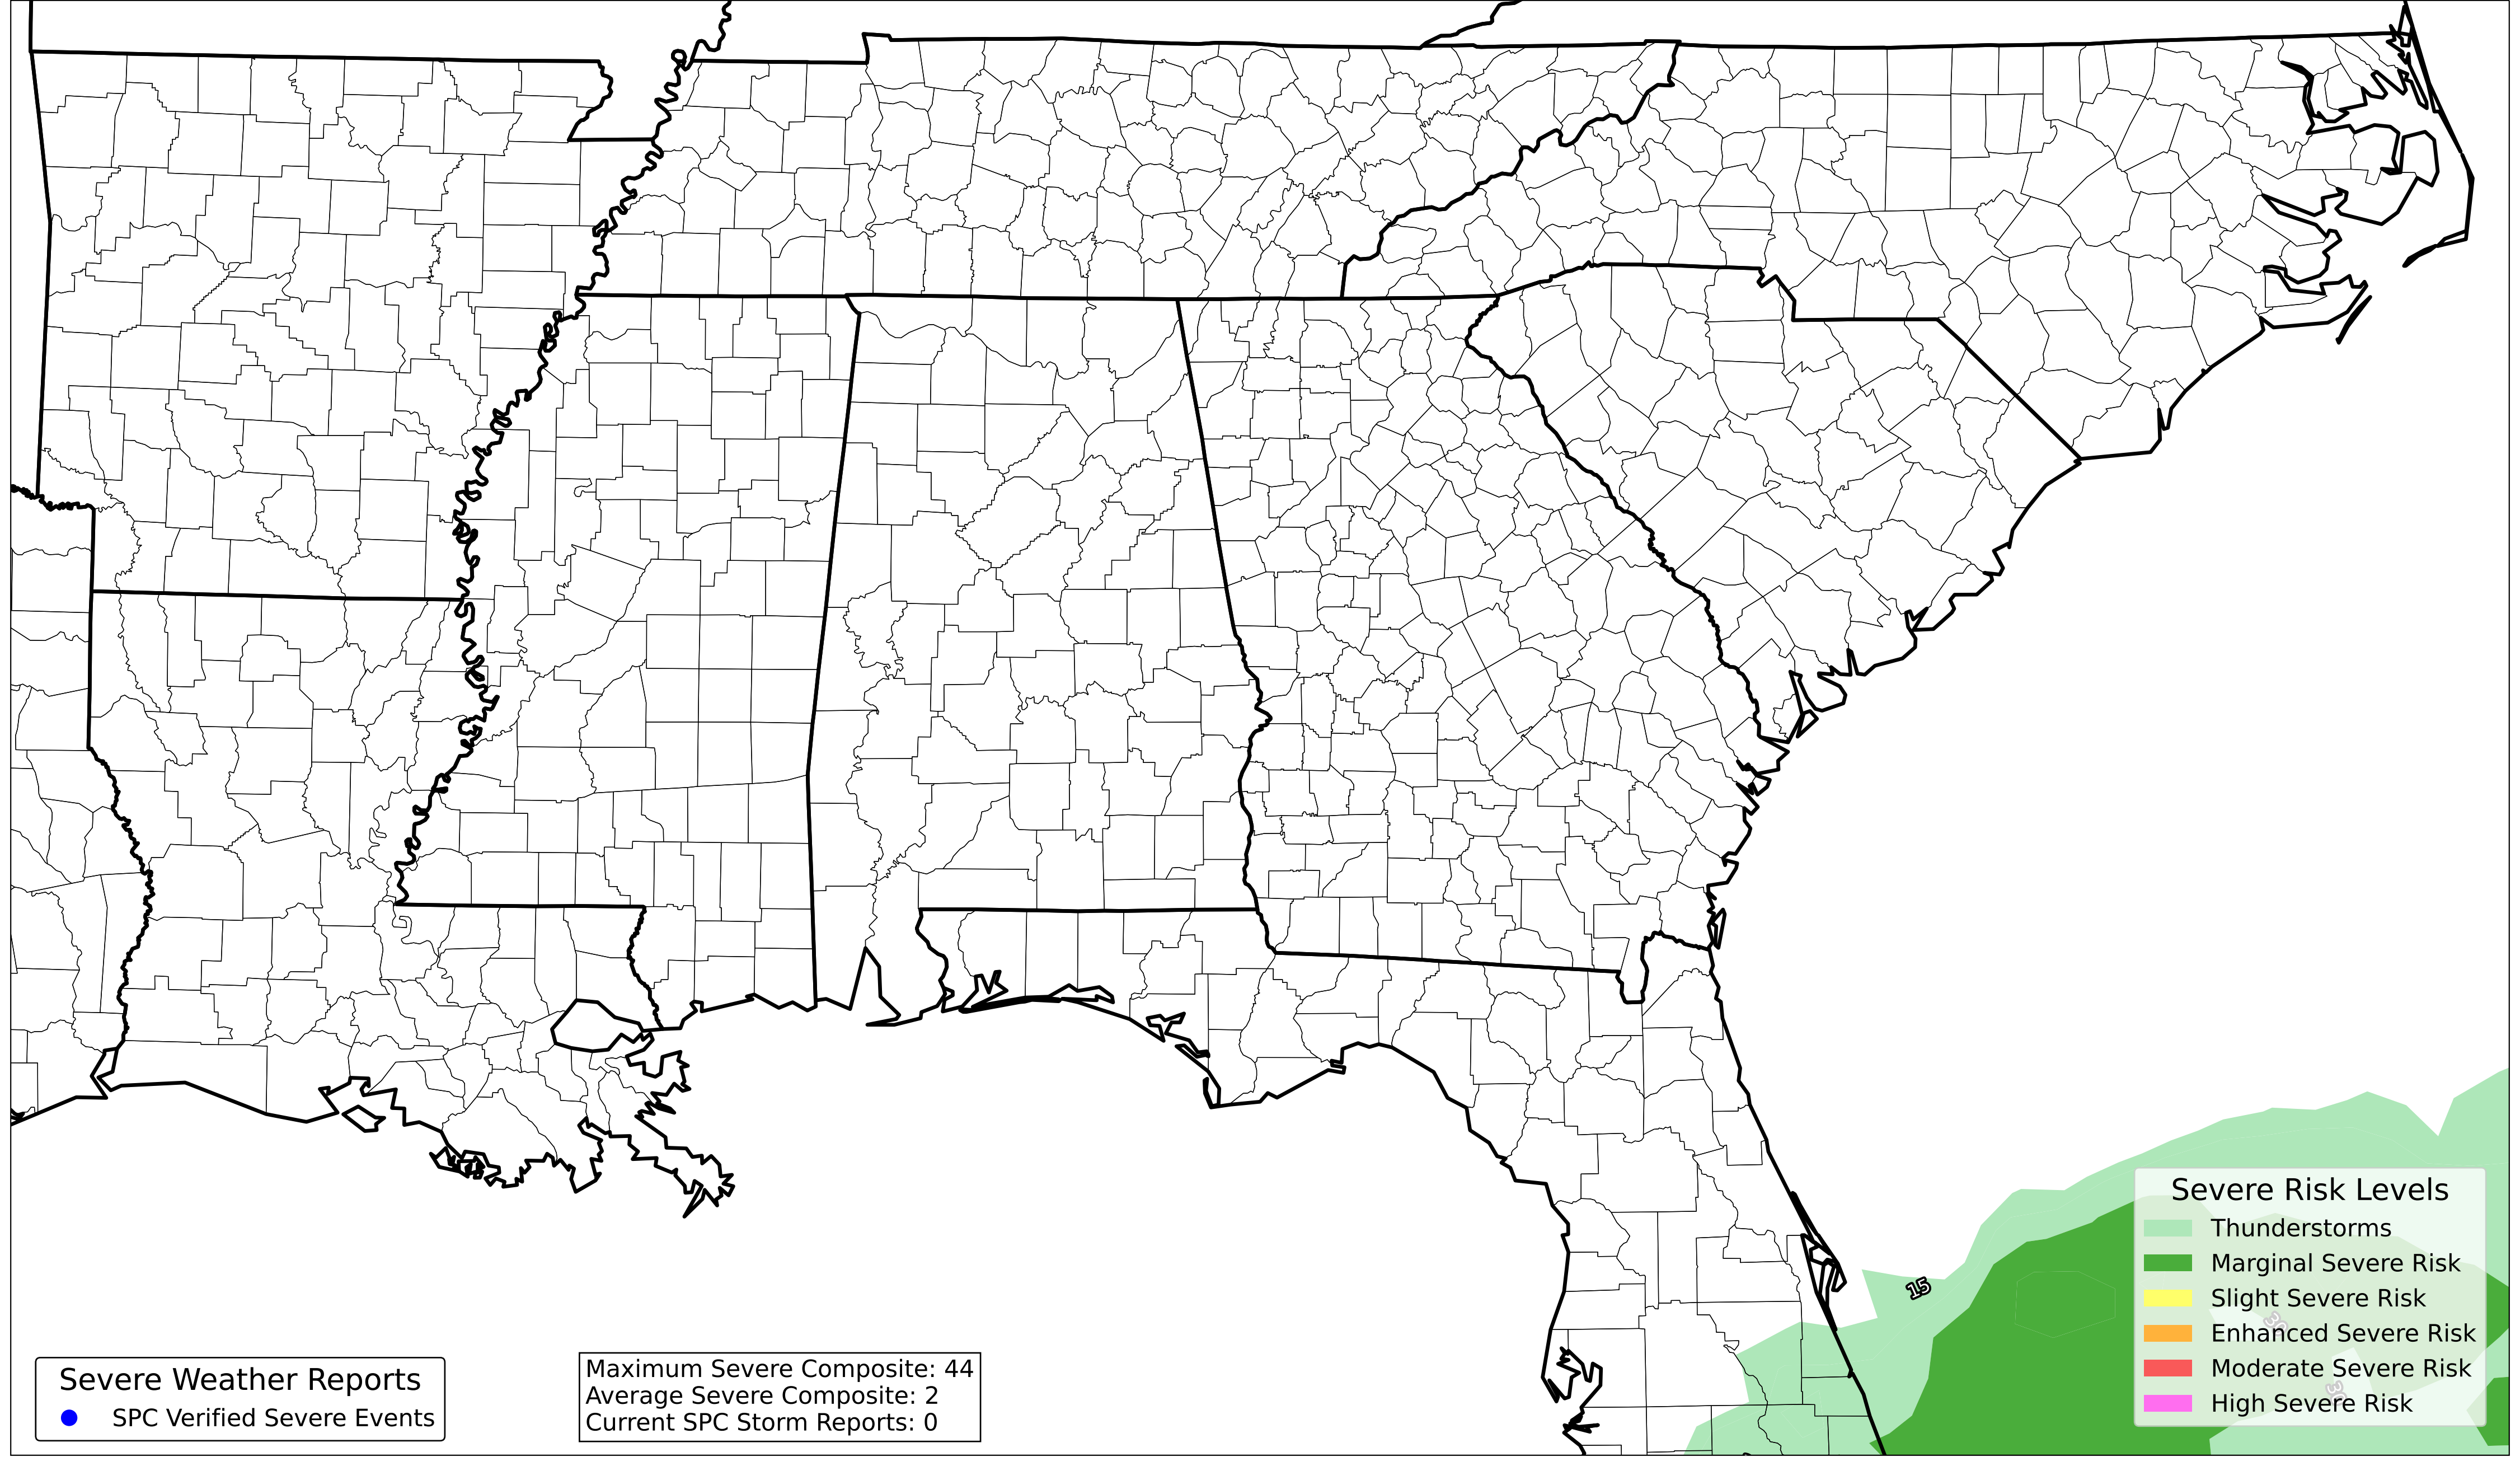 15
Severe Risk Levels
Thunderstorms
Marginal Severe Risk
Slight Severe Risk
30
Enhanced Severe Risk
Moderate Severe Risk
30
High Severe Risk
Severe Weather Reports
SPC Verified Severe Events
Maximum Severe Composite: 44
Average Severe Composite: 2
Current SPC Storm Reports: 0